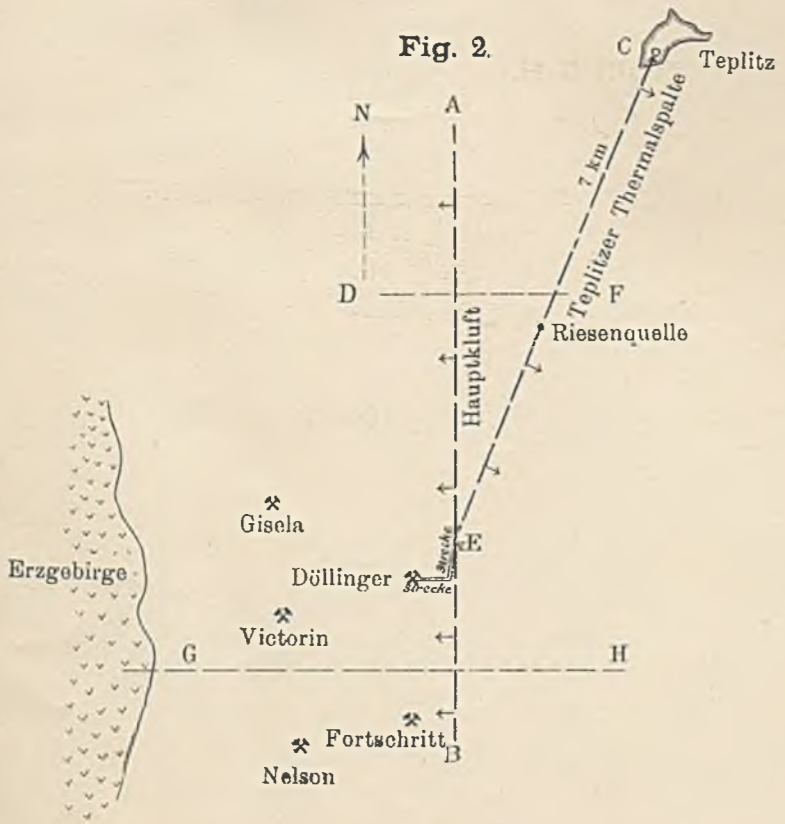 Fig. 2.
C
Teplitz
N
A
7 km
Teplitzer Thermalspalte
D
F
Hauptkluft
Riesenquelle
Gisela
Strecke
E
Erzgebirge
Döllinger
Strecke
Victorin
G
H
Fortschritt
B
Nelson